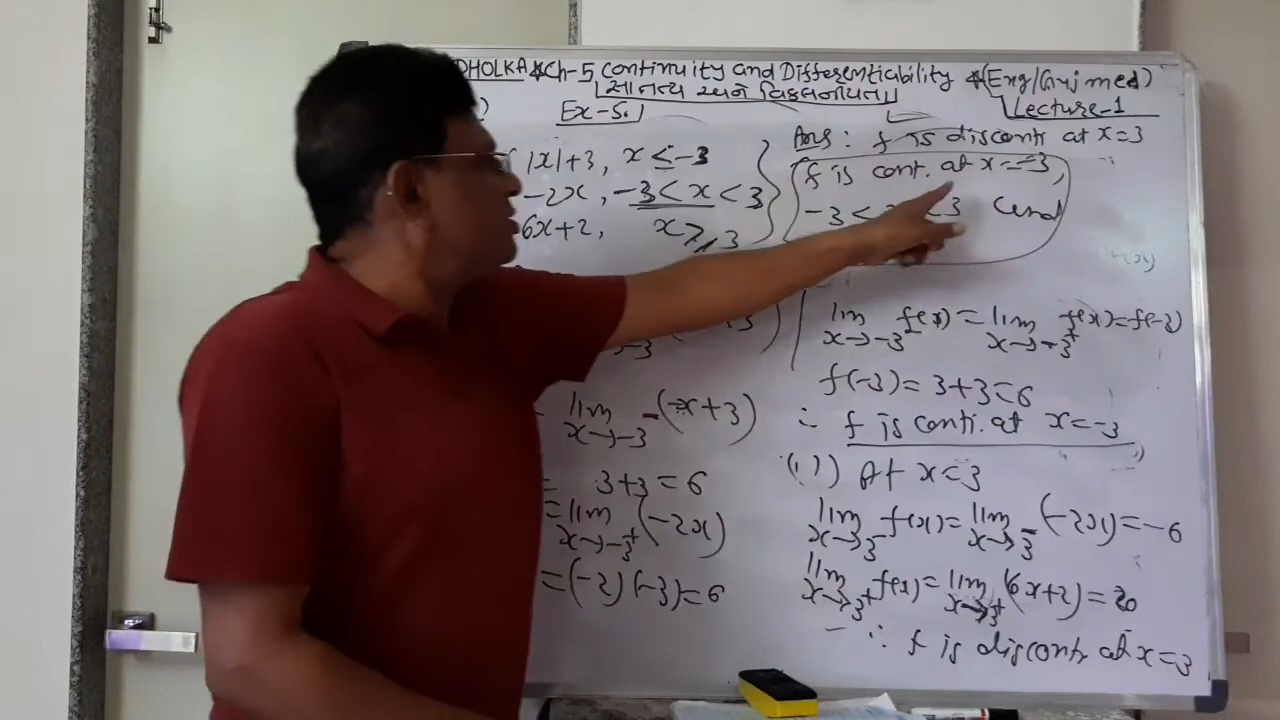 DHOLKA * Ch-5 Continuity and Differentiability * (Eng/Guj med)
સાતત્ય અને વિકલનીયતા
Lecture-1
Ex-5.1
|x|+3, x ≤ -3
-2x, -3 < x < 3
6x+2, x ≥ 3
Ans: f is discont at x=3
f is cont. at x=-3,
-3 < x < 3 and
lim f(x) = lim f(x) = f(-3)
x→-3⁻ x→-3⁺
f(-3) = 3+3 = 6
∴ f is conti. at x=-3
lim -(x+3)
x→-3
= 3+3 = 6
= lim (-2x)
x→-3⁺
= (-2)(-3) = 6
At x=3
lim f(x) = lim (-2x) = -6
x→3⁻ x→3⁻
lim f(x) = lim (6x+2) = 20
x→3⁺ x→3⁺
∴ f is discont. at x=3